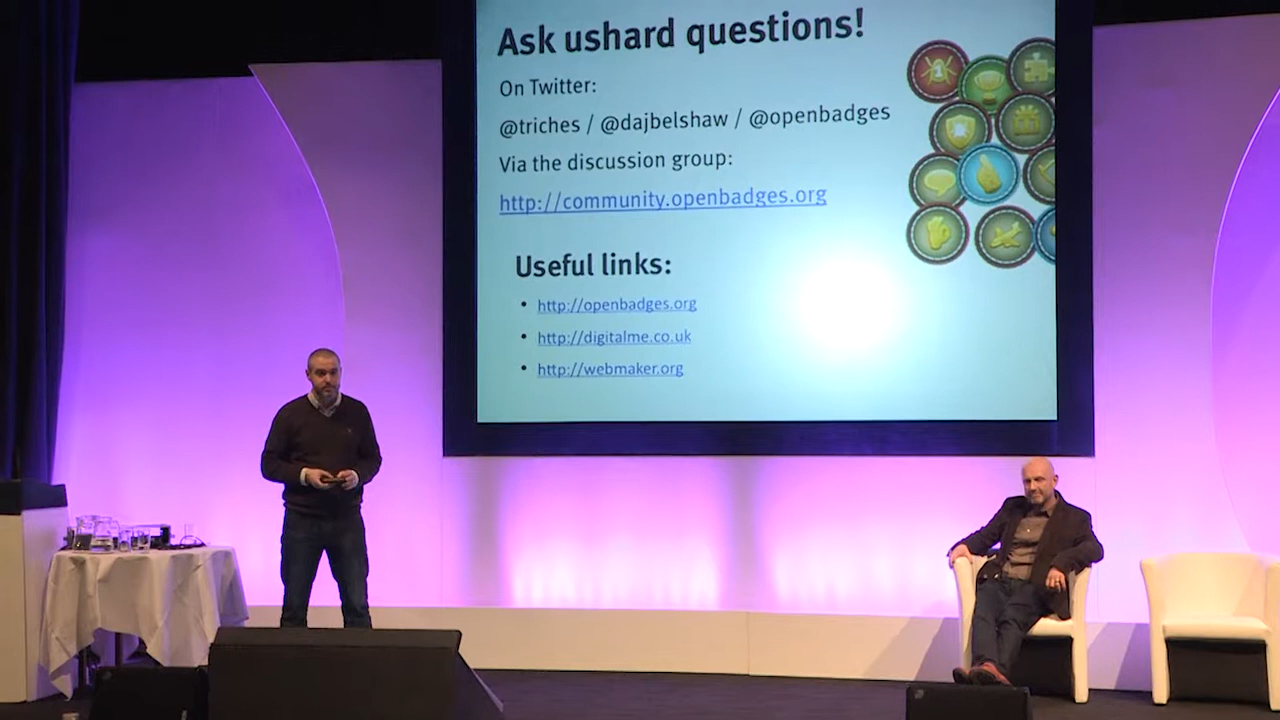 Ask ushard questions!
On Twitter:
@triches / @dajbelshaw / @openbadges
Via the discussion group:
http://community.openbadges.org
Useful links:
• http://openbadges.org
• http://digitalme.co.uk
• http://webmaker.org